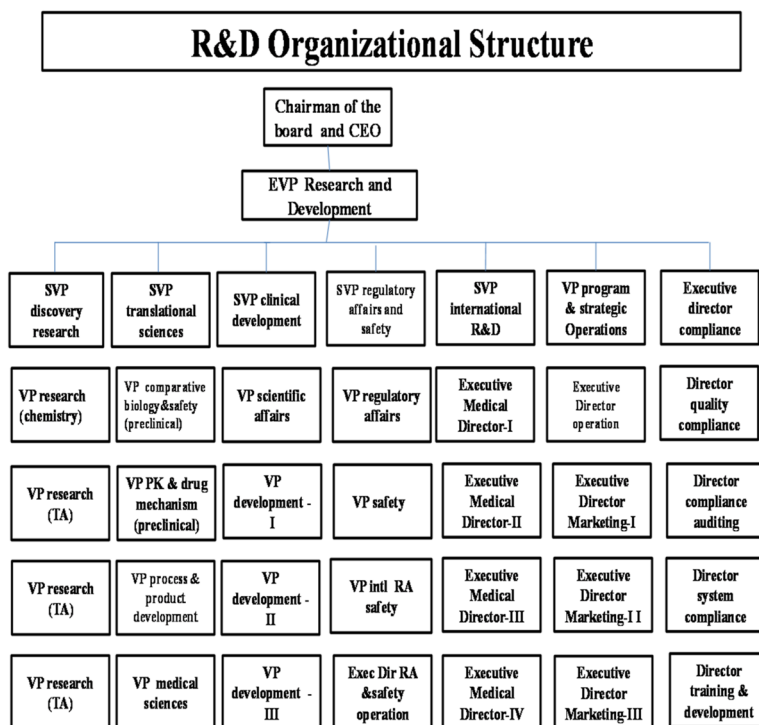 R&D Organizational Structure
Chairman of the
board and CEO
EVP Research and
Development
SVP
discovery
research
SVP
translational
sciences
SVP clinical
development
SVP regulatory
affairs and
safety
SVP
international
R&D
VP program
& strategic
Operations
Executive
director
compliance
VP research
(chemistry)
VP comparative
biology&safety
(preclinical)
VP scientific
affairs
VP regulatory
affairs
Executive
Medical
Director-I
Executive
Director
operation
Director
quality
compliance
VP research
(TA)
VP PK & drug
mechanism
(preclinical)
VP
development -
I
VP safety
Executive
Medical
Director-II
Executive
Director
Marketing-I
Director
compliance
auditing
VP research
(TA)
VP process &
product
development
VP
development -
II
VP intl RA
safety
Executive
Medical
Director-III
Executive
Director
Marketing-I I
Director
system
compliance
VP research
(TA)
VP medical
sciences
VP
development -
III
Exec Dir RA
&safety
operation
Executive
Medical
Director-IV
Executive
Director
Marketing-III
Director
training &
development